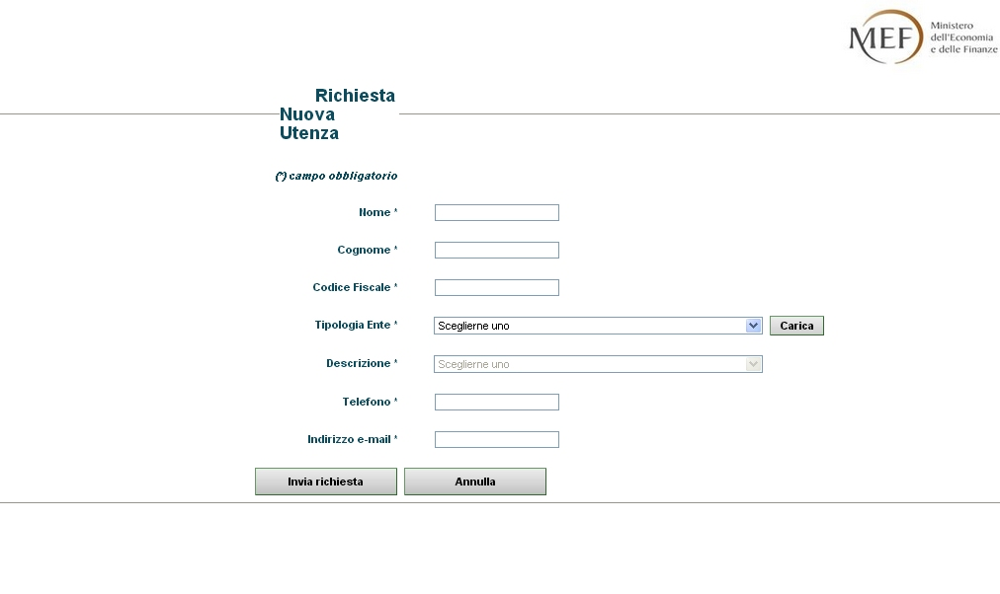 MEF
Ministero
dell'Economia
e delle Finanze
Richiesta
Nuova
Utenza
(*) campo obbligatorio
Nome *
Cognome *
Codice Fiscale *
Tipologia Ente * Sceglierne uno Carica
Descrizione * Sceglierne uno
Telefono *
Indirizzo e-mail *
Invia richiesta Annulla